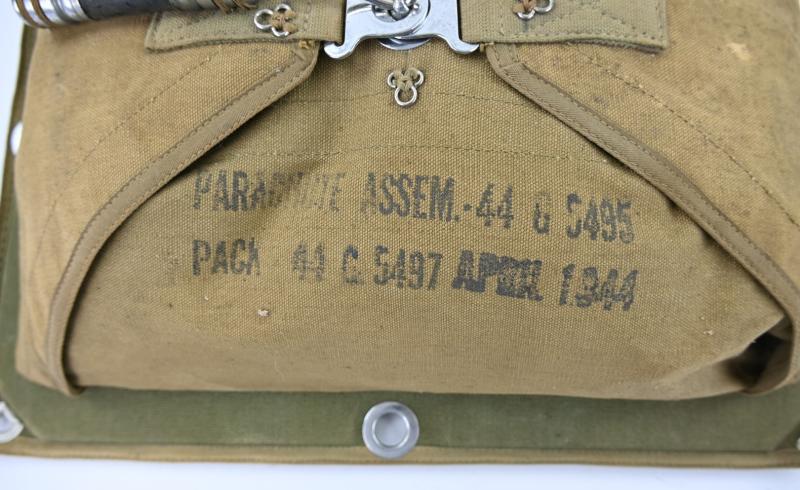 PARACHUTE ASSEM.-44 G 5495
PACK 44 G 5497 APRIL 1944